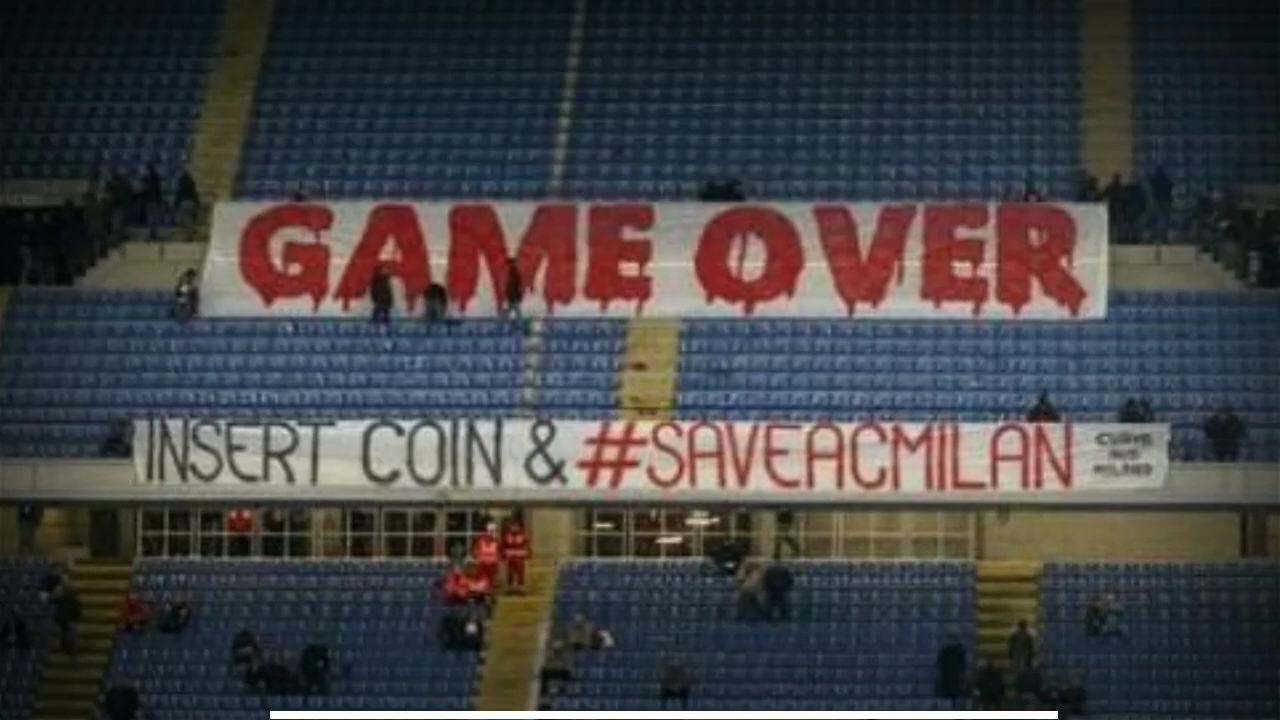 GAME OVER
INSERT COIN & #SAVEACMILAN
CURVA
SUD
MILANO